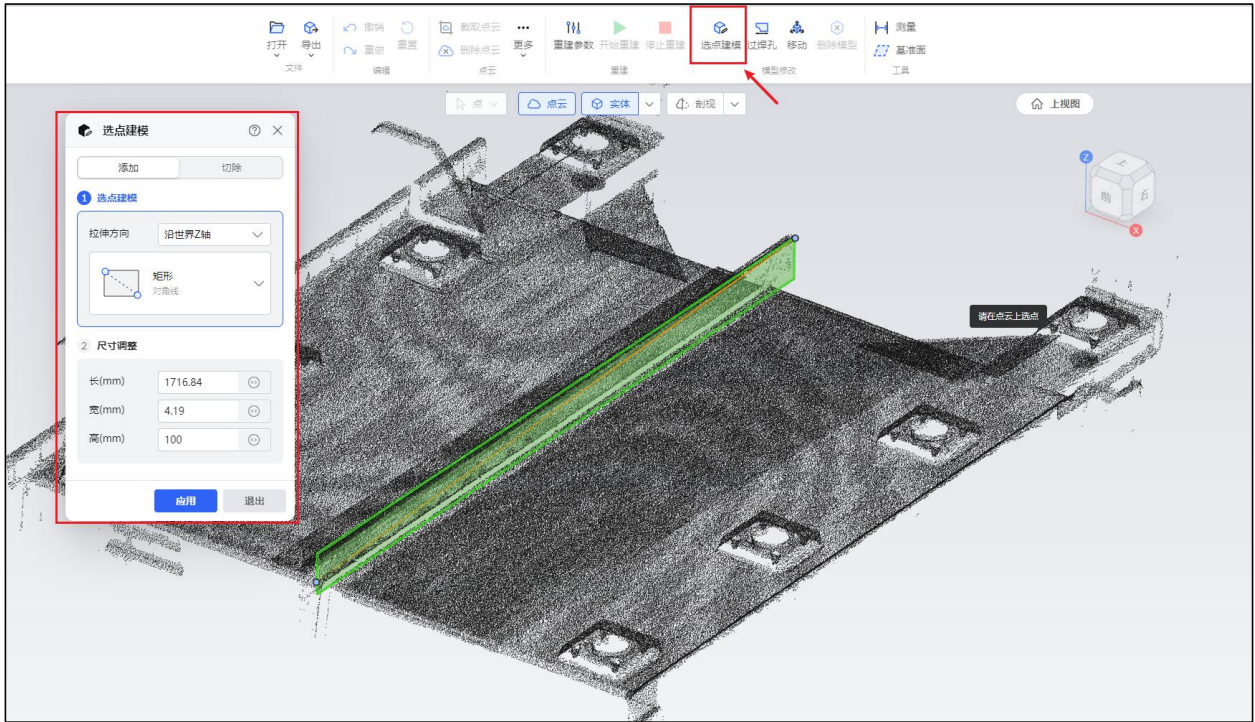 打开 导出
文件
撤销 重做 重置
编辑
截取点云 删除点云 更多
点云
重建参数 开始重建 停止重建
重建
选点建模 过焊孔 移动 删除模型
模型修改
测量
基准面
工具
点 点云 实体 剖视
上视图
选点建模
添加 切除
1 选点建模
拉伸方向 沿世界Z轴
矩形
对角线
2 尺寸调整
长(mm) 1716.84
宽(mm) 4.19
高(mm) 100
应用 退出
请在点云上选点
Z
上
前 右
X